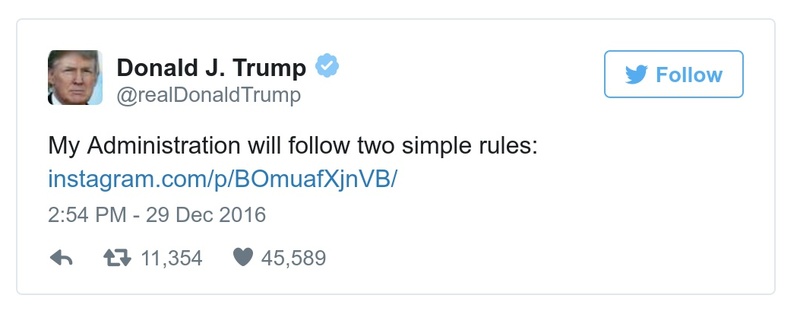 Donald J. Trump
@realDonaldTrump
Follow
My Administration will follow two simple rules:
instagram.com/p/BOmuafXjnVB/
2:54 PM - 29 Dec 2016
11,354 45,589